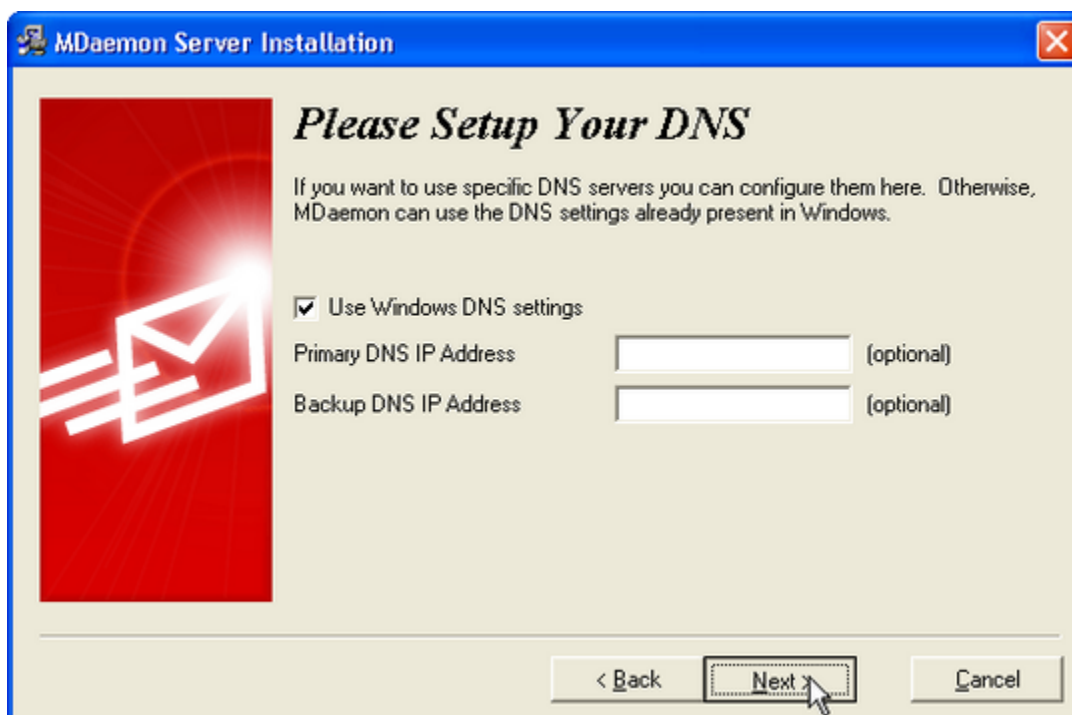 MDaemon Server Installation
Please Setup Your DNS
If you want to use specific DNS servers you can configure them here.  Otherwise,
MDaemon can use the DNS settings already present in Windows.
Use Windows DNS settings
Primary DNS IP Address (optional)
Backup DNS IP Address (optional)
< Back Next > Cancel